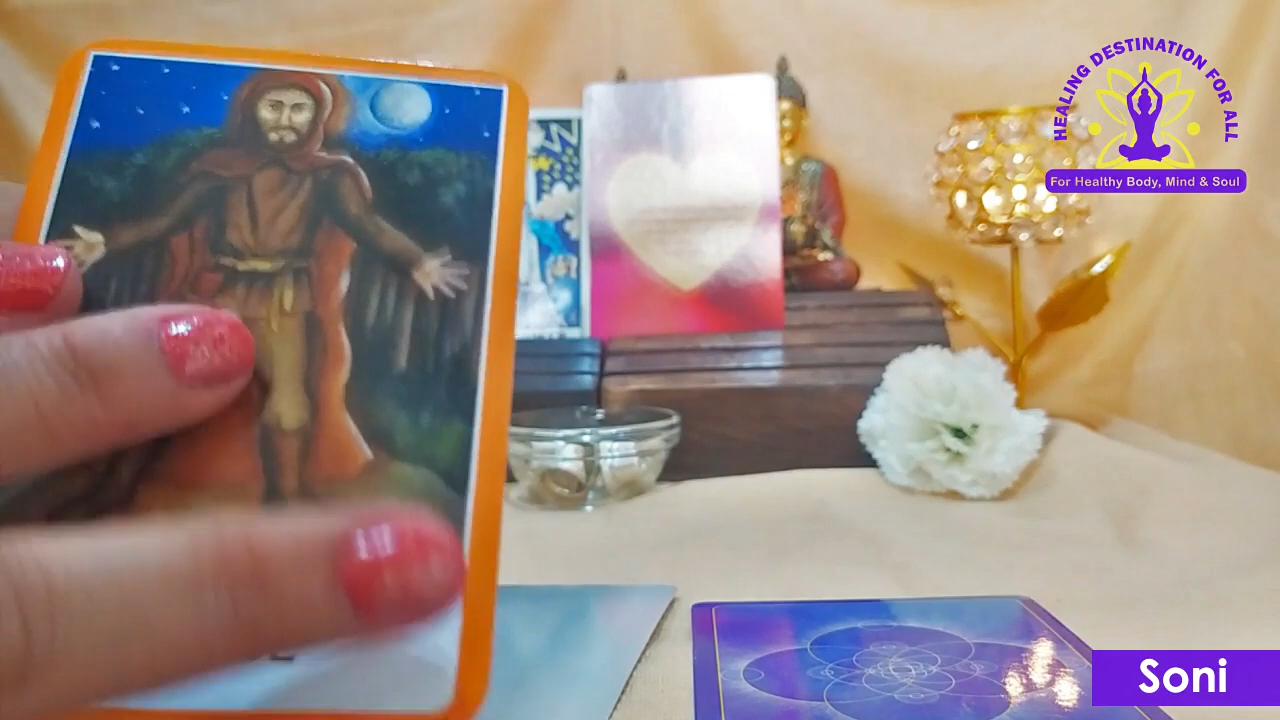 HEALING DESTINATION FOR ALL
For Healthy Body, Mind & Soul
Soni